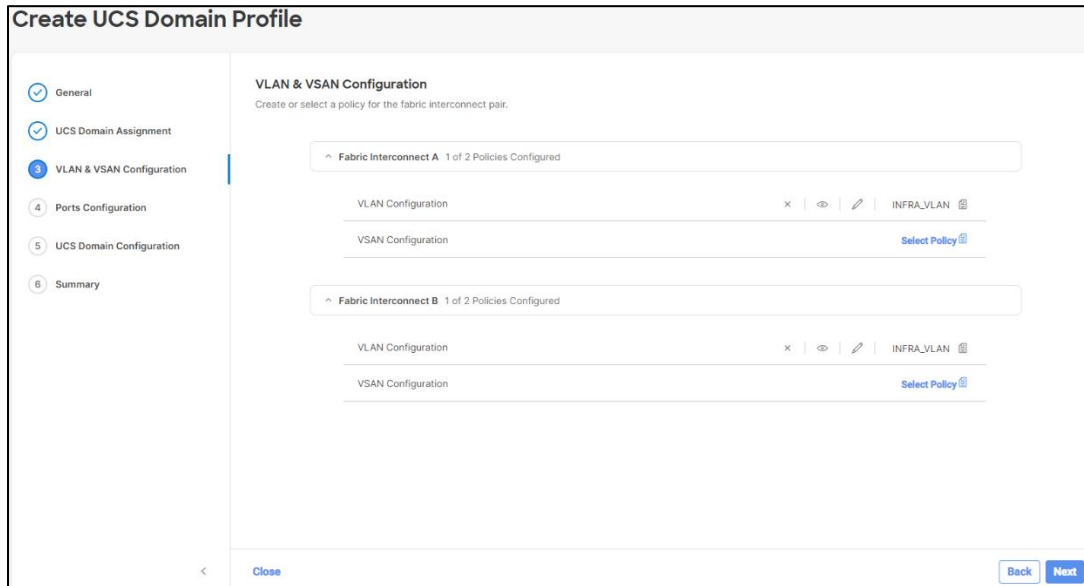 Create UCS Domain Profile
General
UCS Domain Assignment
3 VLAN & VSAN Configuration
4 Ports Configuration
5 UCS Domain Configuration
6 Summary
VLAN & VSAN Configuration
Create or select a policy for the fabric interconnect pair.
Fabric Interconnect A 1 of 2 Policies Configured
VLAN Configuration INFRA_VLAN
VSAN Configuration Select Policy
Fabric Interconnect B 1 of 2 Policies Configured
VLAN Configuration INFRA_VLAN
VSAN Configuration Select Policy
Close Back Next